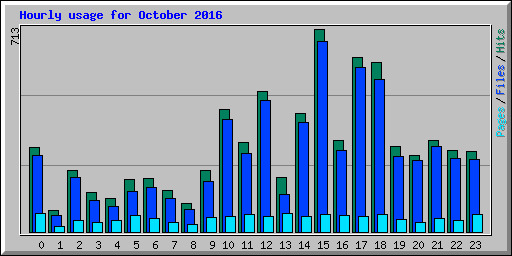 Hourly usage for October 2016
713
Pages/Files/Hits
0 1 2 3 4 5 6 7 8 9 10 11 12 13 14 15 16 17 18 19 20 21 22 23